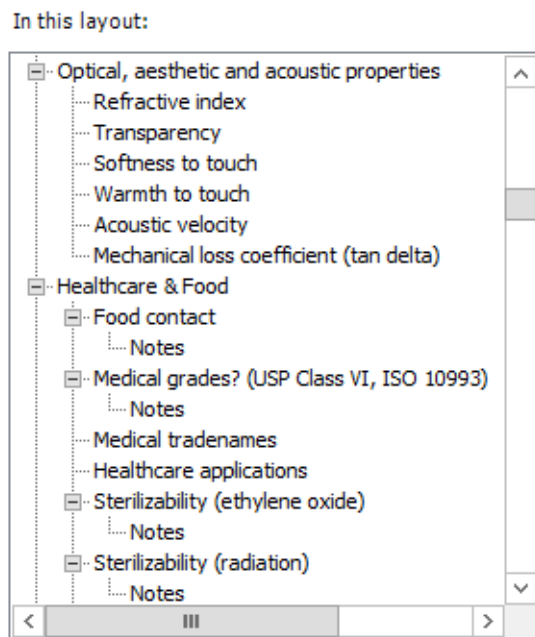 In this layout:
Optical, aesthetic and acoustic properties
Refractive index
Transparency
Softness to touch
Warmth to touch
Acoustic velocity
Mechanical loss coefficient (tan delta)
Healthcare & Food
Food contact
Notes
Medical grades? (USP Class VI, ISO 10993)
Notes
Medical tradenames
Healthcare applications
Sterilizability (ethylene oxide)
Notes
Sterilizability (radiation)
Notes